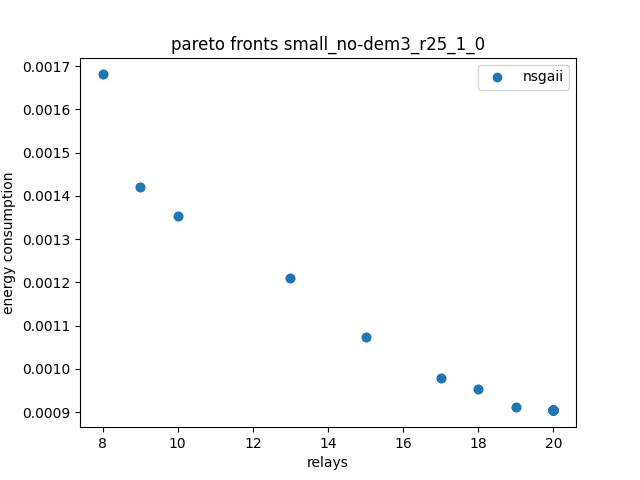 pareto fronts small_no-dem3_r25_1_0
nsgaii
0.0017
0.0016
0.0015
0.0014
0.0013
0.0012
0.0011
0.0010
0.0009
energy consumption
8 10 12 14 16 18 20
relays